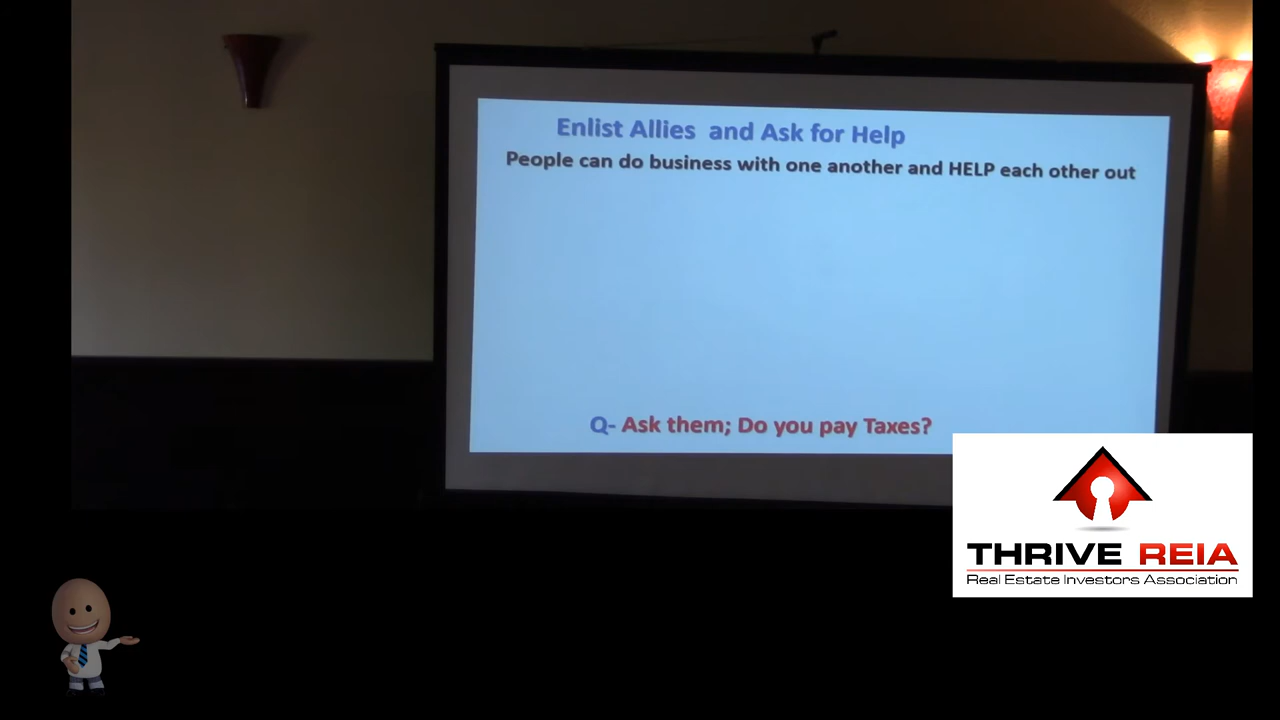 Enlist Allies and Ask for Help
People can do business with one another and HELP each other out
Q- Ask them; Do you pay Taxes?
THRIVE REIA
Real Estate Investors Association